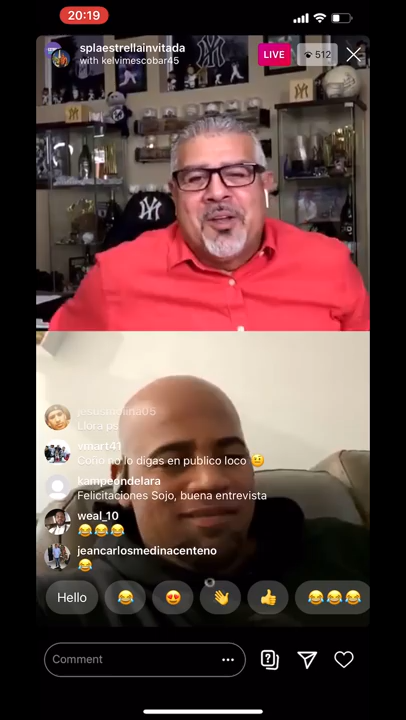 20:19
splaestrellainvitada
with kelvimescobar45
LIVE
512
jesusmolina05
Llora ps
vmart41
Coño no lo digas en publico loco 😉
kampeondelara
Felicitaciones Sojo, buena entrevista
weal_10
😂😂😂
jeancarlosmedinacenteno
😂
Hello
😂
😍
👋
👍
😂😂😂
Comment